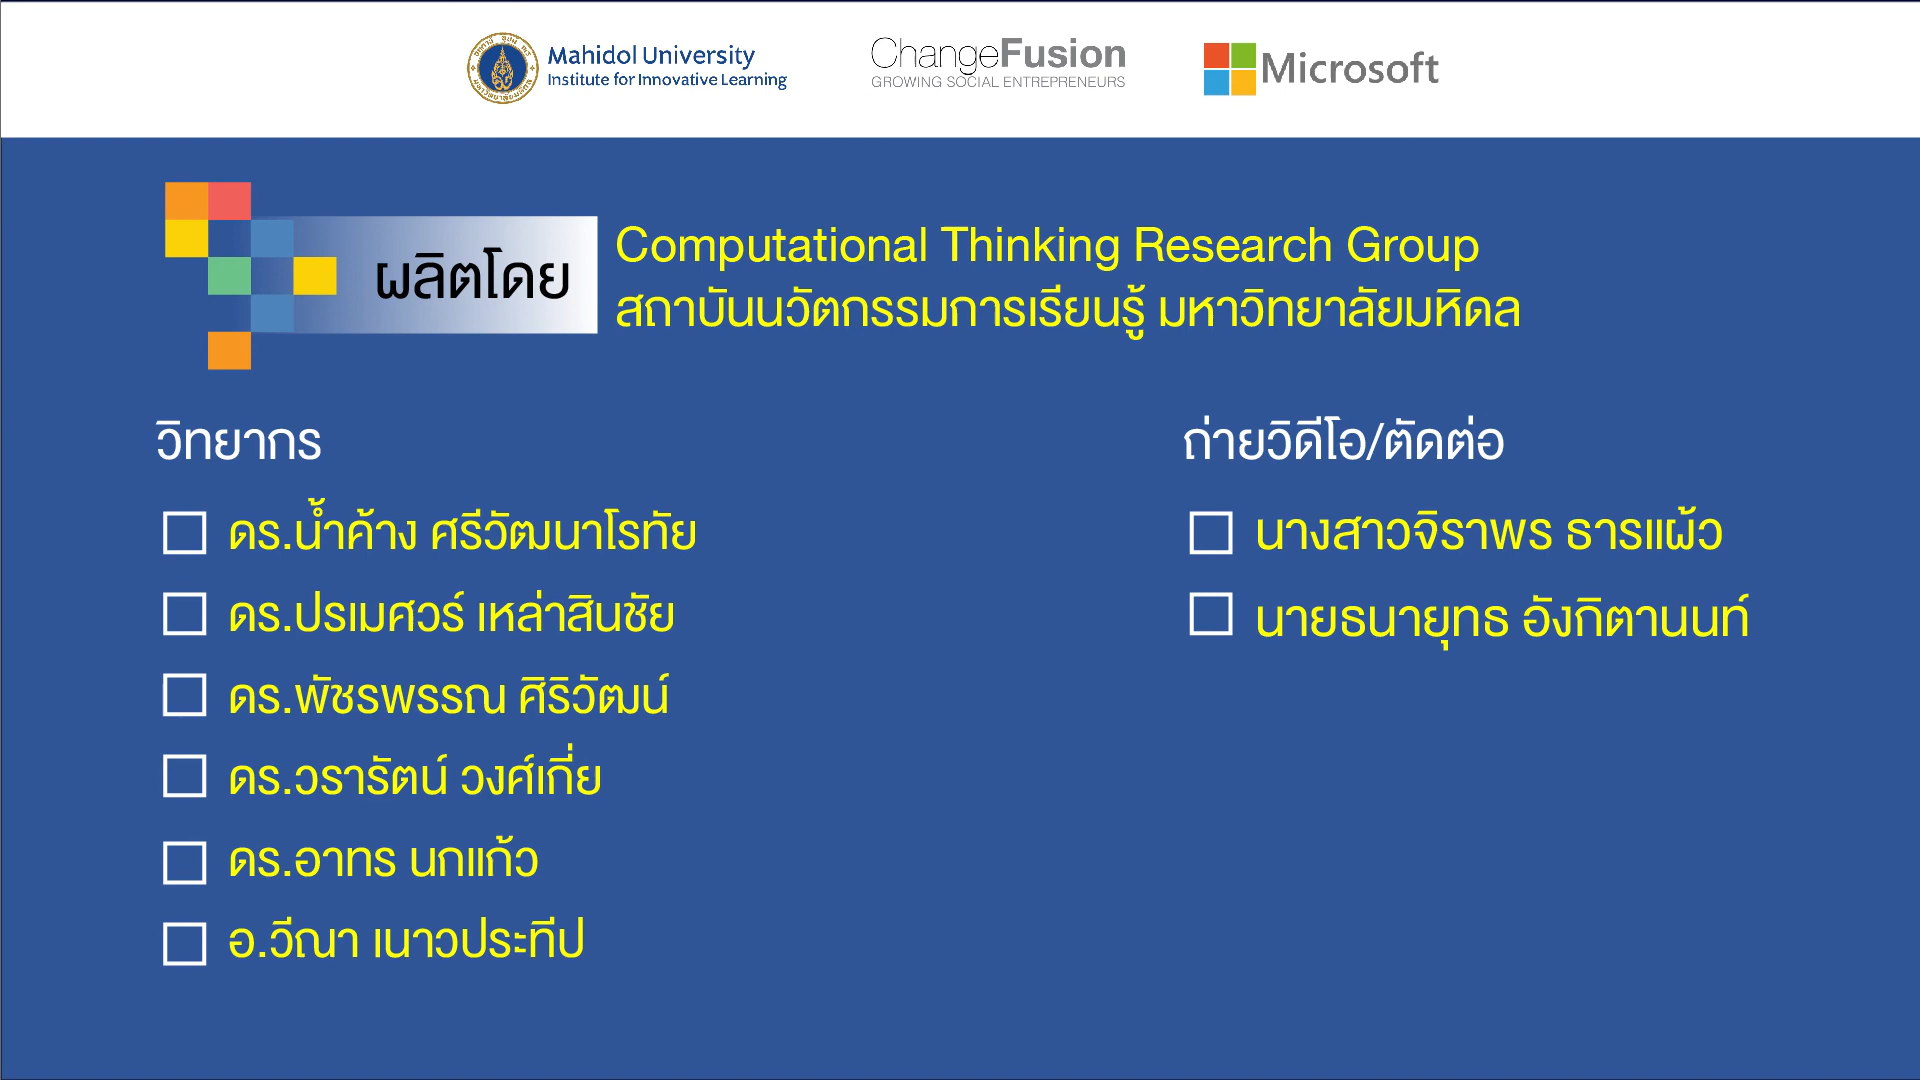 Mahidol University
Institute for Innovative Learning
ChangeFusion
GROWING SOCIAL ENTREPRENEURS
Microsoft
ผลิตโดย
Computational Thinking Research Group
สถาบันนวัตกรรมการเรียนรู้ มหาวิทยาลัยมหิดล
วิทยากร
ดร.น้ำค้าง ศรีวัฒนาโรทัย
ดร.ปรเมศวร์ เหล่าสินชัย
ดร.พัชรพรรณ ศิริวัฒน์
ดร.วรารัตน์ วงศ์เกี่ย
ดร.อาทร นกแก้ว
อ.วีณา เนาวประทีป
ถ่ายวิดีโอ/ตัดต่อ
นางสาวจิราพร ธารแผ้ว
นายธนายุทธ อังกิตานนท์